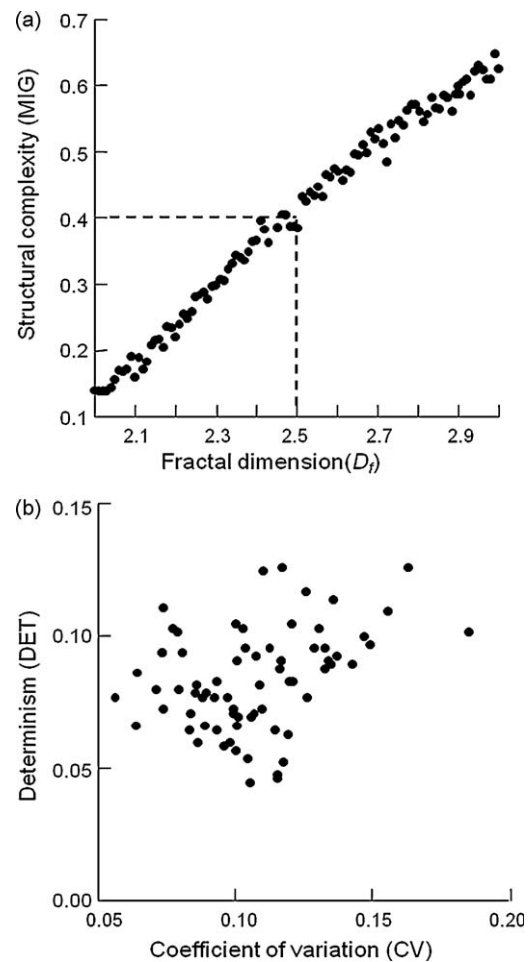 (a)
0.7
0.6
0.5
0.4
0.3
0.2
0.1
Structural complexity (MIG)
2.1 2.3 2.5 2.7 2.9
Fractal dimension(Df)
(b)
0.15
0.10
0.05
0.00
Determinism (DET)
0.05 0.10 0.15 0.20
Coefficient of variation (CV)